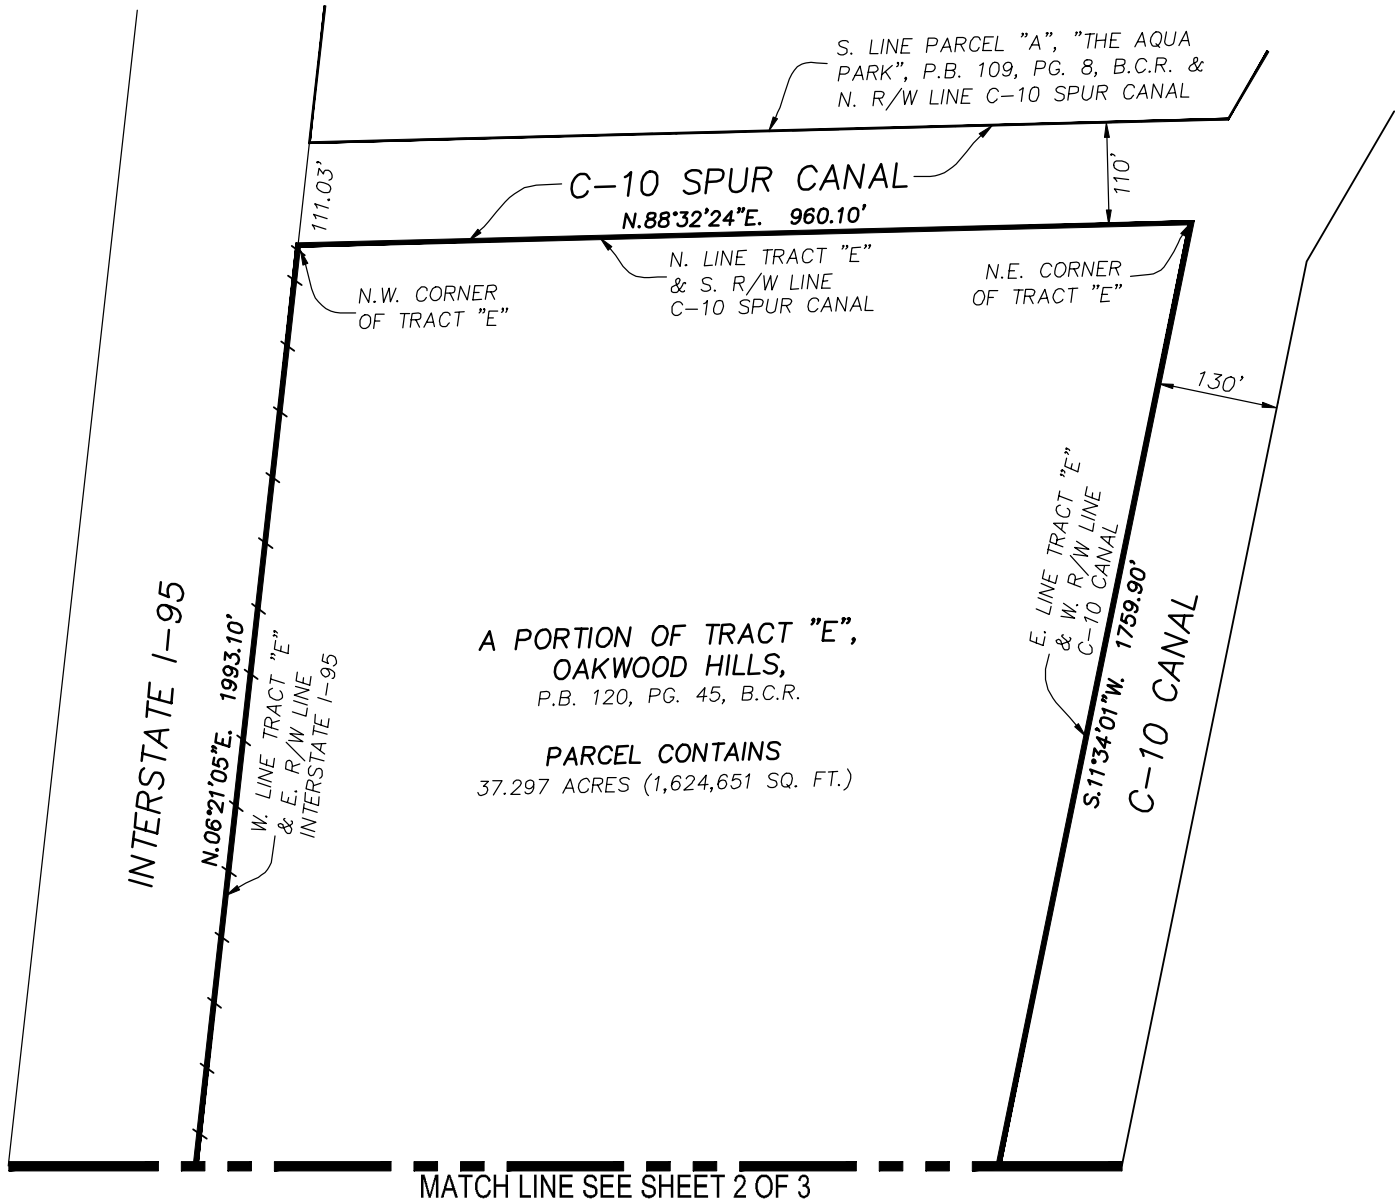 S. LINE PARCEL "A", "THE AQUA
PARK", P.B. 109, PG. 8, B.C.R. &
N. R/W LINE C-10 SPUR CANAL
111.03'
C-10 SPUR CANAL
110'
N.88°32'24"E. 960.10'
N. LINE TRACT "E"
& S. R/W LINE
C-10 SPUR CANAL
N.W. CORNER
OF TRACT "E"
N.E. CORNER
OF TRACT "E"
130'
E. LINE TRACT "E"
& W. R/W LINE
C-10 CANAL
S.11°34'01"W. 1759.90'
C-10 CANAL
INTERSTATE I-95
N.06°21'05"E. 1993.10'
W. LINE TRACT "E"
& E. R/W LINE
INTERSTATE I-95
A PORTION OF TRACT "E",
OAKWOOD HILLS,
P.B. 120, PG. 45, B.C.R.
PARCEL CONTAINS
37.297 ACRES (1,624,651 SQ. FT.)
MATCH LINE SEE SHEET 2 OF 3